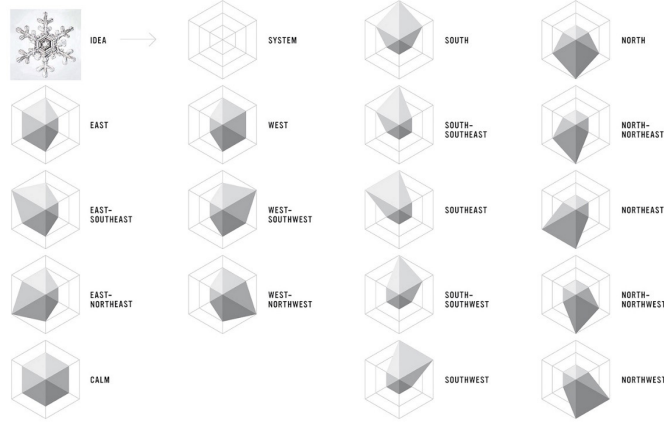 IDEA
SYSTEM
SOUTH
NORTH
EAST
WEST
SOUTH-
SOUTHEAST
NORTH-
NORTHEAST
EAST-
SOUTHEAST
WEST-
SOUTHWEST
SOUTHEAST
NORTHEAST
EAST-
NORTHEAST
WEST-
NORTHWEST
SOUTH-
SOUTHWEST
NORTH-
NORTHWEST
CALM
SOUTHWEST
NORTHWEST